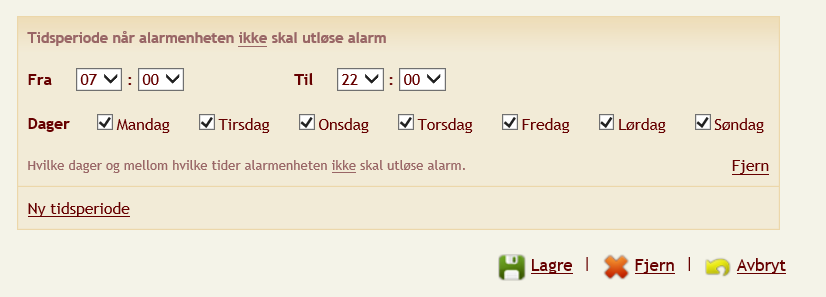 Tidsperiode når alarmenheten ikke skal utløse alarm
Fra 07 : 00 Til 22 : 00
Dager Mandag Tirsdag Onsdag Torsdag Fredag Lørdag Søndag
Hvilke dager og mellom hvilke tider alarmenheten ikke skal utløse alarm. Fjern
Ny tidsperiode
Lagre | Fjern | Avbryt